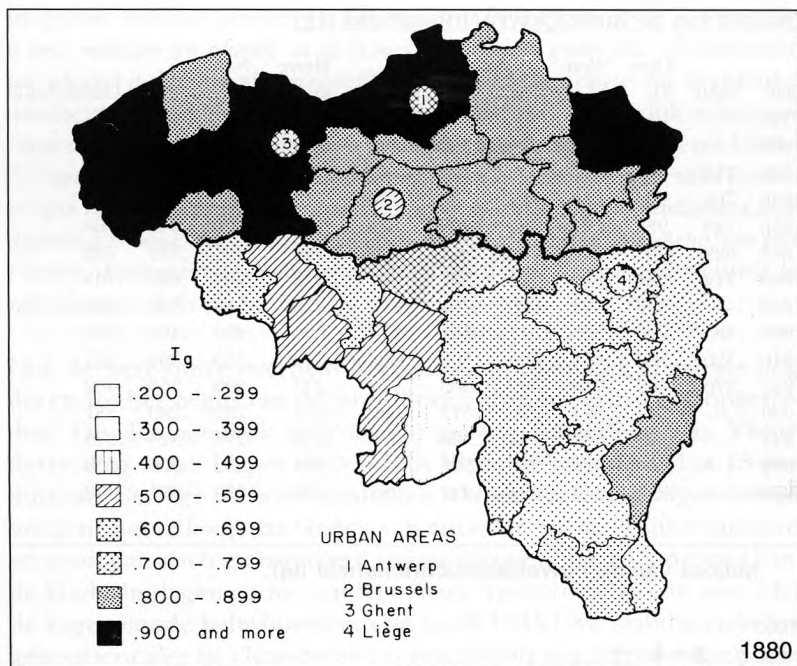 1
3
2
4
Ig
.200 - .299
.300 - .399
.400 - .499
.500 - .599
.600 - .699
.700 - .799
.800 - .899
.900 and more
URBAN AREAS
1 Antwerp
2 Brussels
3 Ghent
4 Liège
1880